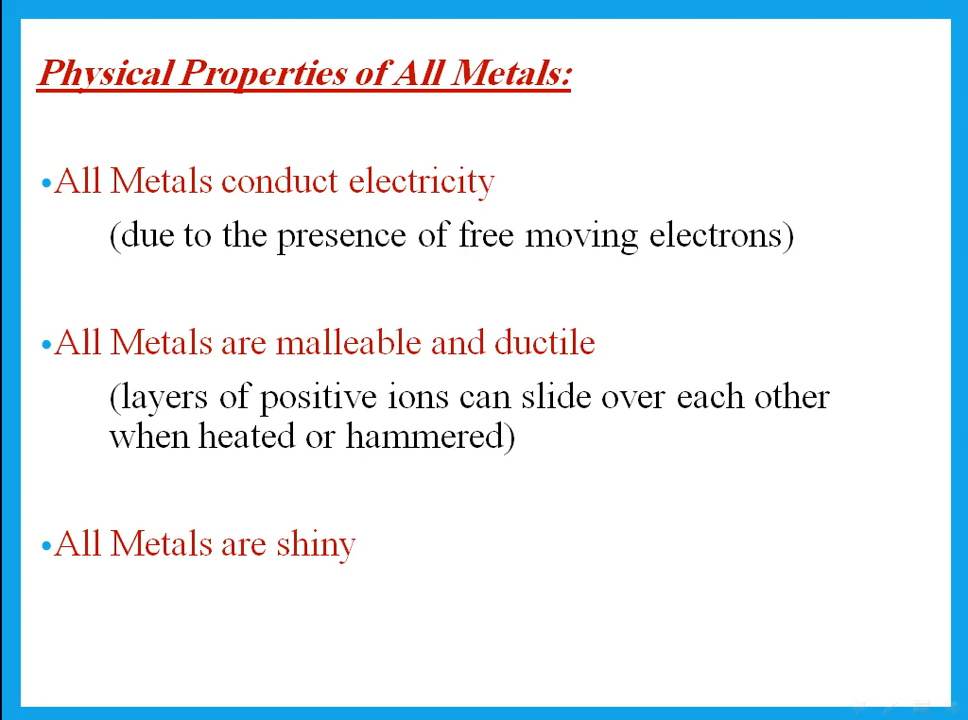 Physical Properties of All Metals:
•All Metals conduct electricity
(due to the presence of free moving electrons)
•All Metals are malleable and ductile
(layers of positive ions can slide over each other
when heated or hammered)
•All Metals are shiny